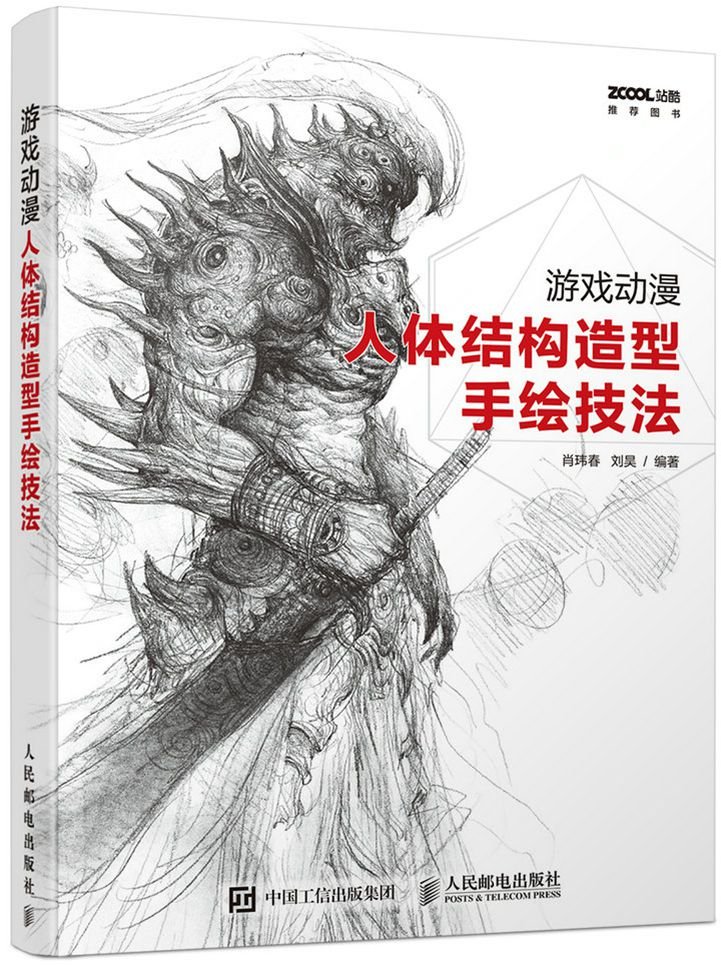 游戏动漫人体结构造型手绘技法
人民邮电出版社
ZCOOL站酷
推荐图书
游戏动漫
人体结构造型
手绘技法
肖玮春 刘昊 / 编著
中国工信出版集团
人民邮电出版社
POSTS & TELECOM PRESS